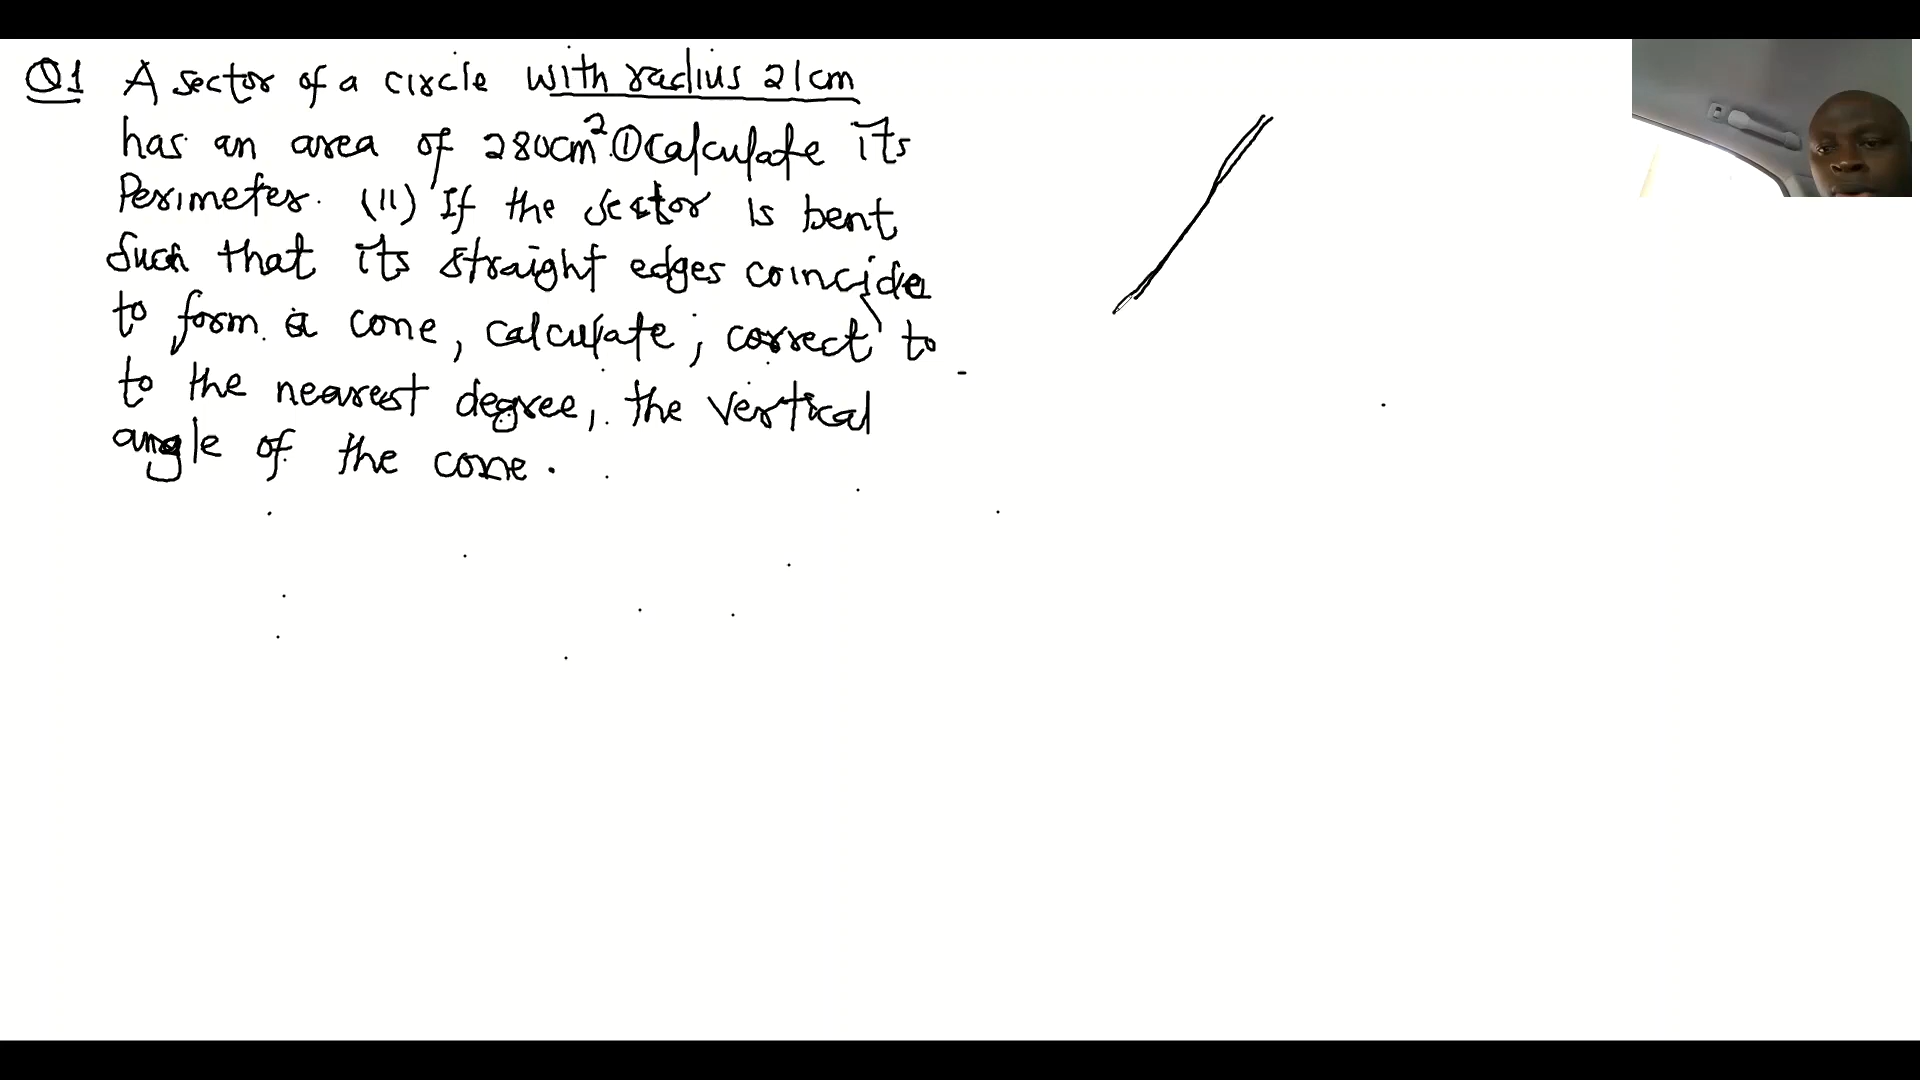 Q1 A sector of a circle with radius 21cm
has an area of 280cm² ① Calculate its
Perimeter. (11) If the sector is bent
Such that its straight edges coincide
to form a cone, calculate; correct to
to the nearest degree, the vertical
angle of the cone.